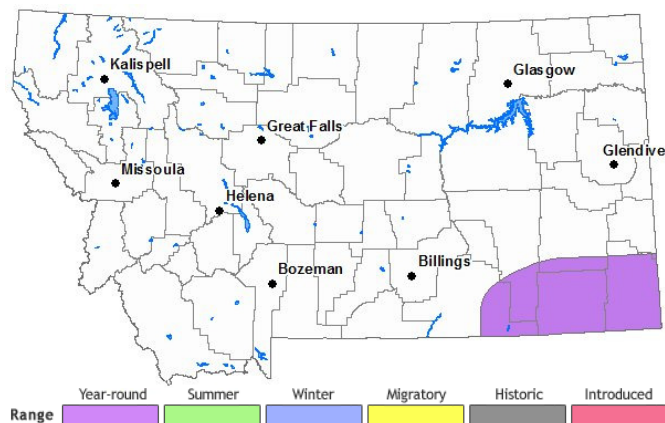 Kalispell
Glasgow
Great Falls
Glendive
Missoula
Helena
Bozeman
Billings
Year-round Summer Winter Migratory Historic Introduced
Range